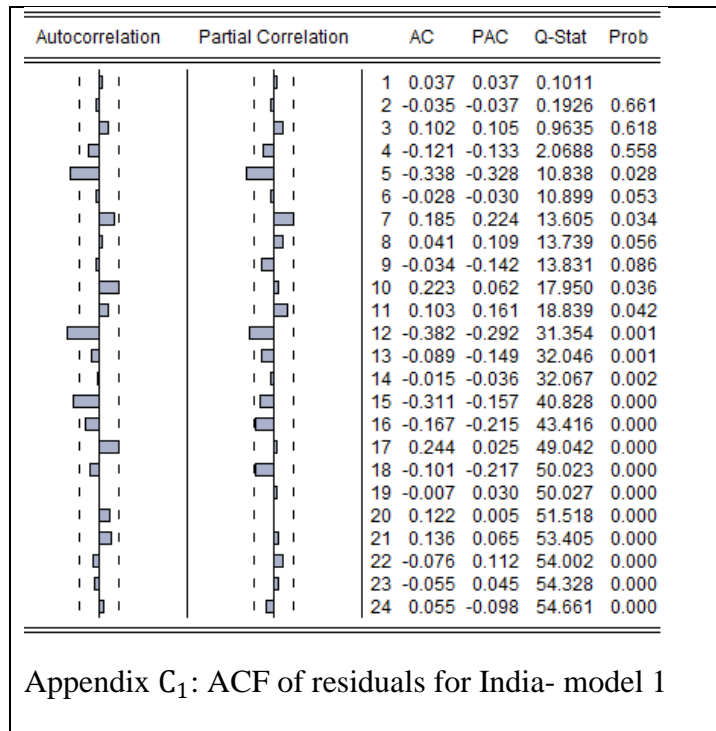 Autocorrelation Partial Correlation AC PAC Q-Stat Prob
1 0.037 0.037 0.1011
2 -0.035 -0.037 0.1926 0.661
3 0.102 0.105 0.9635 0.618
4 -0.121 -0.133 2.0688 0.558
5 -0.338 -0.328 10.838 0.028
6 -0.028 -0.030 10.899 0.053
7 0.185 0.224 13.605 0.034
8 0.041 0.109 13.739 0.056
9 -0.034 -0.142 13.831 0.086
10 0.223 0.062 17.950 0.036
11 0.103 0.161 18.839 0.042
12 -0.382 -0.292 31.354 0.001
13 -0.089 -0.149 32.046 0.001
14 -0.015 -0.036 32.067 0.002
15 -0.311 -0.157 40.828 0.000
16 -0.167 -0.215 43.416 0.000
17 0.244 0.025 49.042 0.000
18 -0.101 -0.217 50.023 0.000
19 -0.007 0.030 50.027 0.000
20 0.122 0.005 51.518 0.000
21 0.136 0.065 53.405 0.000
22 -0.076 0.112 54.002 0.000
23 -0.055 0.045 54.328 0.000
24 0.055 -0.098 54.661 0.000
Appendix C₁: ACF of residuals for India- model 1